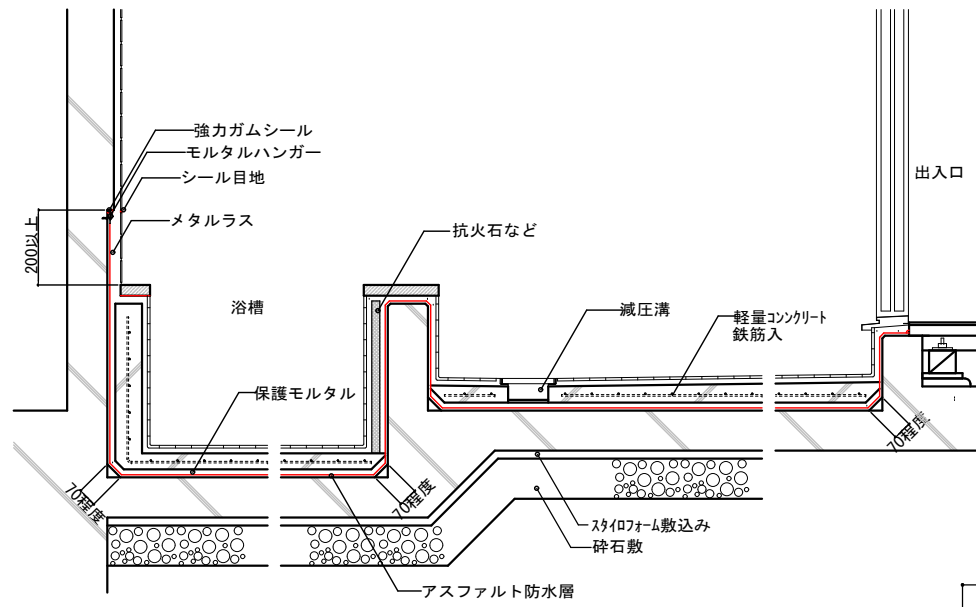 強力ガムシール
モルタルハンガー
シール目地
メタルラス
200以上
浴槽
抗火石など
出入口
減圧溝
軽量コンクリート
鉄筋入
保護モルタル
70程度
70程度
70程度
スタイロフォーム敷込み
砕石敷
アスファルト防水層